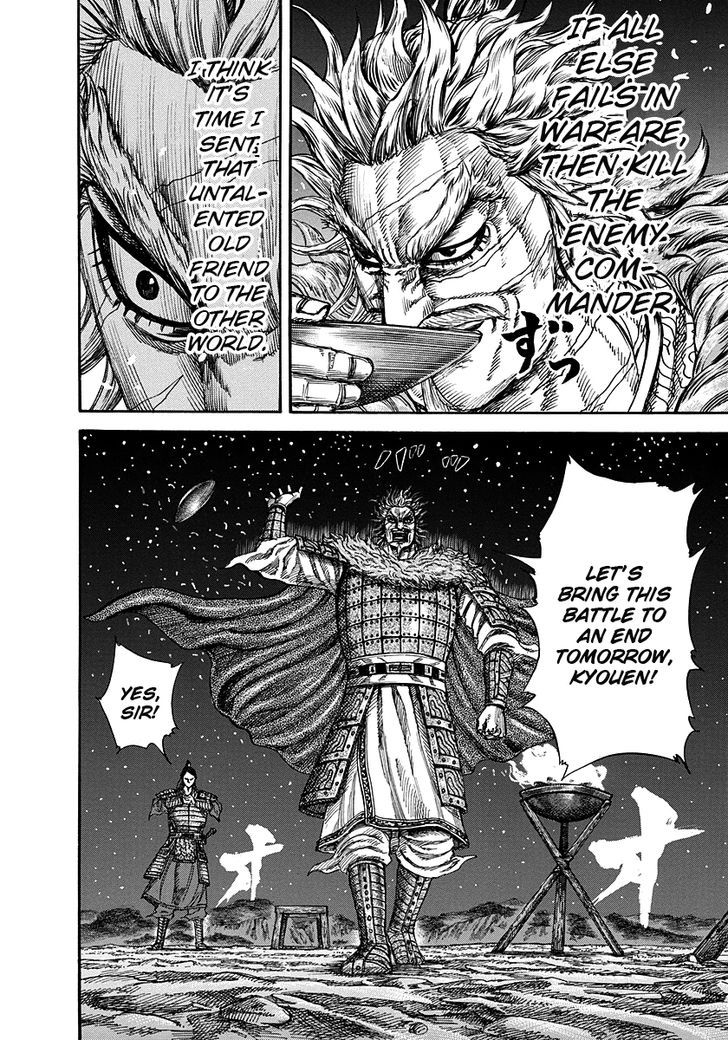 IF ALL
ELSE
FAILS IN
WARFARE,
THEN KILL
THE
ENEMY
COM-
MANDER.
ずっ
I THINK
IT'S
TIME I
SENT
THAT
UNTAL-
ENTED
OLD
FRIEND
TO THE
OTHER
WORLD.
LET'S
BRING THIS
BATTLE TO
AN END
TOMORROW,
KYOUEN!
YES,
SIR!
オ
オ